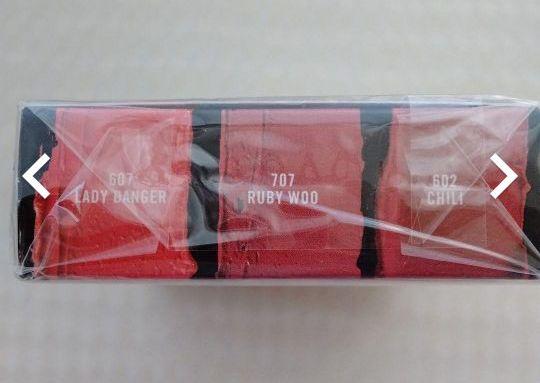 607
LADY DANGER
707
RUBY WOO
602
CHILI